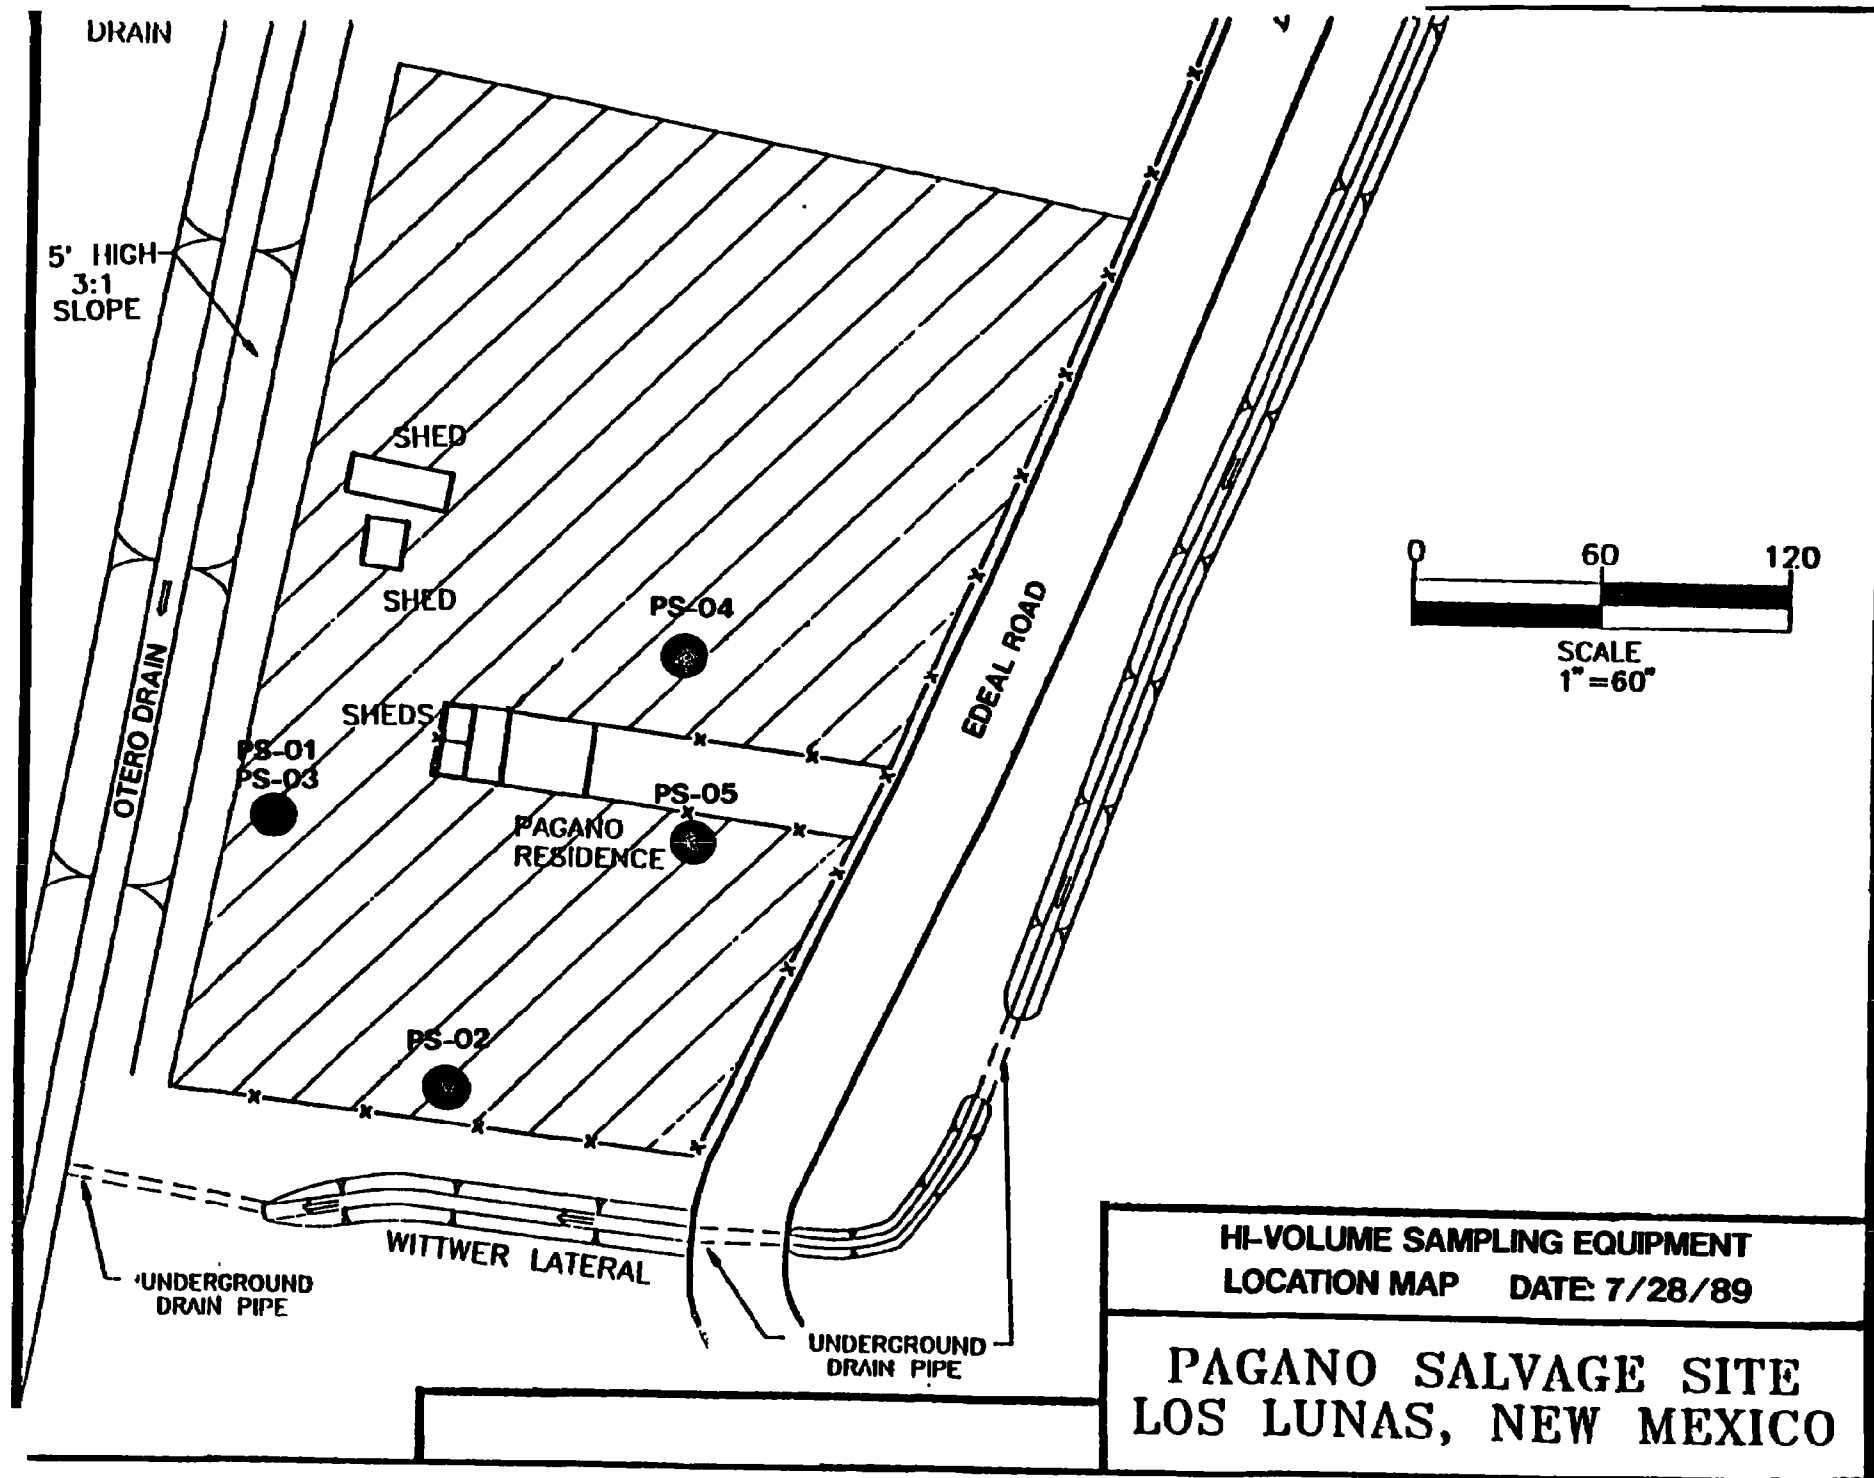 DRAIN
5' HIGH
3:1
SLOPE
SHED
SHED
PS-04
SHEDS
PS-01
PS-03
PS-05
PAGANO
RESIDENCE
PS-02
OTERO DRAIN
EDEAL ROAD
0 60 120
SCALE
1"=60"
WITTWER LATERAL
UNDERGROUND
DRAIN PIPE
UNDERGROUND
DRAIN PIPE
HI-VOLUME SAMPLING EQUIPMENT
LOCATION MAP DATE: 7/28/89
PAGANO SALVAGE SITE
LOS LUNAS, NEW MEXICO